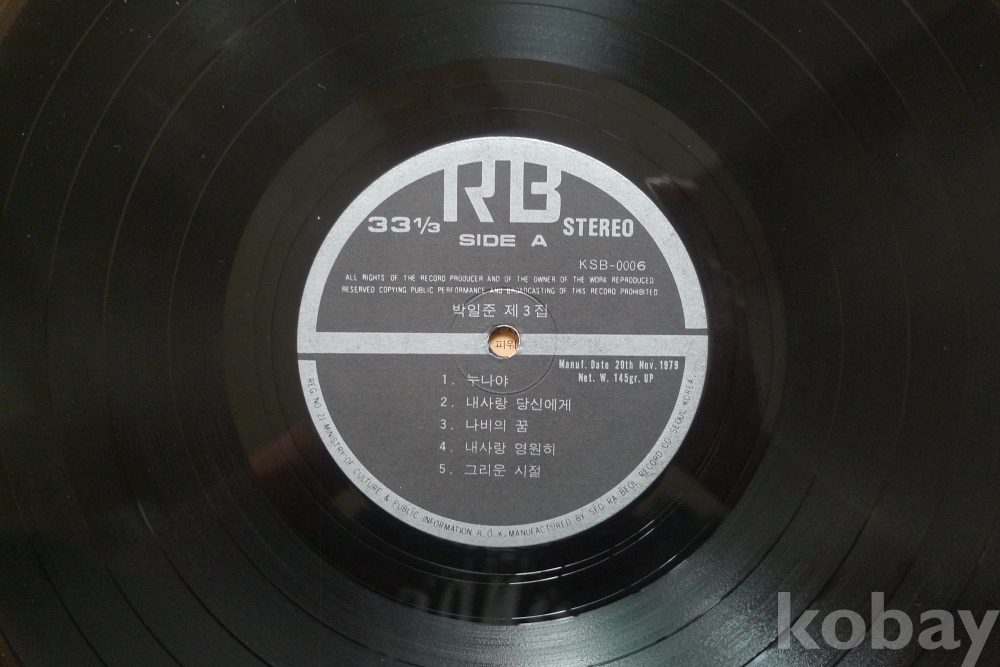 RB
33 1/3
SIDE A
STEREO
KSB-0006
ALL RIGHTS OF THE RECORD PRODUCER AND OF THE OWNER OF THE WORK REPRODUCED
RESERVED COPYING, PUBLIC PERFORMANCE AND BROADCASTING OF THIS RECORD PROHIBITED
박일준 제3집
피워
Manuf. Date 20th Nov. 1979
Net. W. 145gr. UP
1. 누나야
2. 내사랑 당신에게
3. 나비의 꿈
4. 내사랑 영원히
5. 그리운 시절
REG. NO. 21 MINISTRY OF CULTURE & PUBLIC INFORMATION R.O.K. MANUFACTURED BY SEO RA BEOL RECORD CO. SEOUL KOREA.
kobay